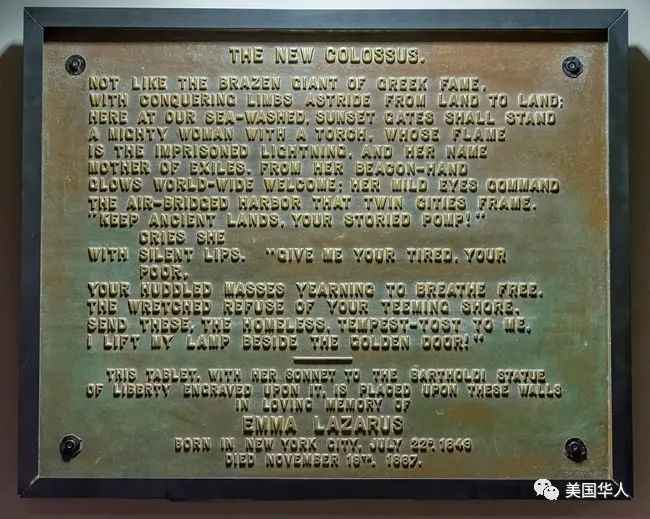 THE NEW COLOSSUS.
NOT LIKE THE BRAZEN GIANT OF GREEK FAME,
WITH CONQUERING LIMBS ASTRIDE FROM LAND TO LAND;
HERE AT OUR SEA-WASHED, SUNSET GATES SHALL STAND
A MIGHTY WOMAN WITH A TORCH, WHOSE FLAME
IS THE IMPRISONED LIGHTNING, AND HER NAME
MOTHER OF EXILES. FROM HER BEACON-HAND
GLOWS WORLD-WIDE WELCOME; HER MILD EYES COMMAND
THE AIR-BRIDGED HARBOR THAT TWIN CITIES FRAME.
"KEEP ANCIENT LANDS, YOUR STORIED POMP!"
CRIES SHE
WITH SILENT LIPS. "GIVE ME YOUR TIRED, YOUR
POOR,
YOUR HUDDLED MASSES YEARNING TO BREATHE FREE,
THE WRETCHED REFUSE OF YOUR TEEMING SHORE,
SEND THESE, THE HOMELESS, TEMPEST-TOST TO ME,
I LIFT MY LAMP BESIDE THE GOLDEN DOOR!"
THIS TABLET, WITH HER SONNET TO THE BARTHOLDI STATUE
OF LIBERTY ENGRAVED UPON IT, IS PLACED UPON THESE WALLS
IN LOVING MEMORY OF
EMMA LAZARUS
BORN IN NEW YORK CITY, JULY 22D, 1849
DIED NOVEMBER 19TH, 1887.
美国华人